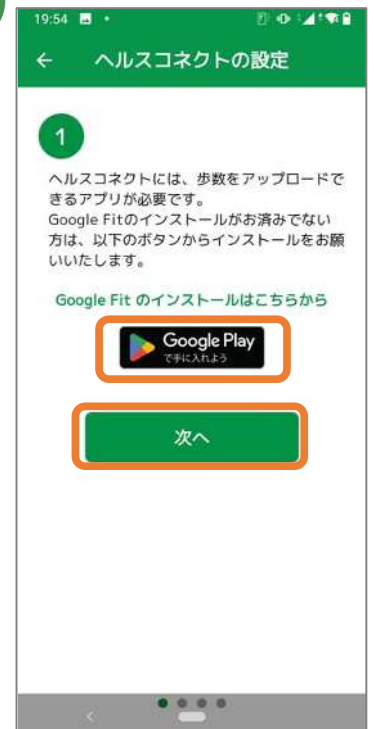 19:54
ヘルスコネクトの設定
1
ヘルスコネクトには、歩数をアップロードで
きるアプリが必要です。
Google Fitのインストールがお済みでない
方は、以下のボタンからインストールをお願
いいたします。
Google Fit のインストールはこちらから
Google Play
で手に入れよう
次へ